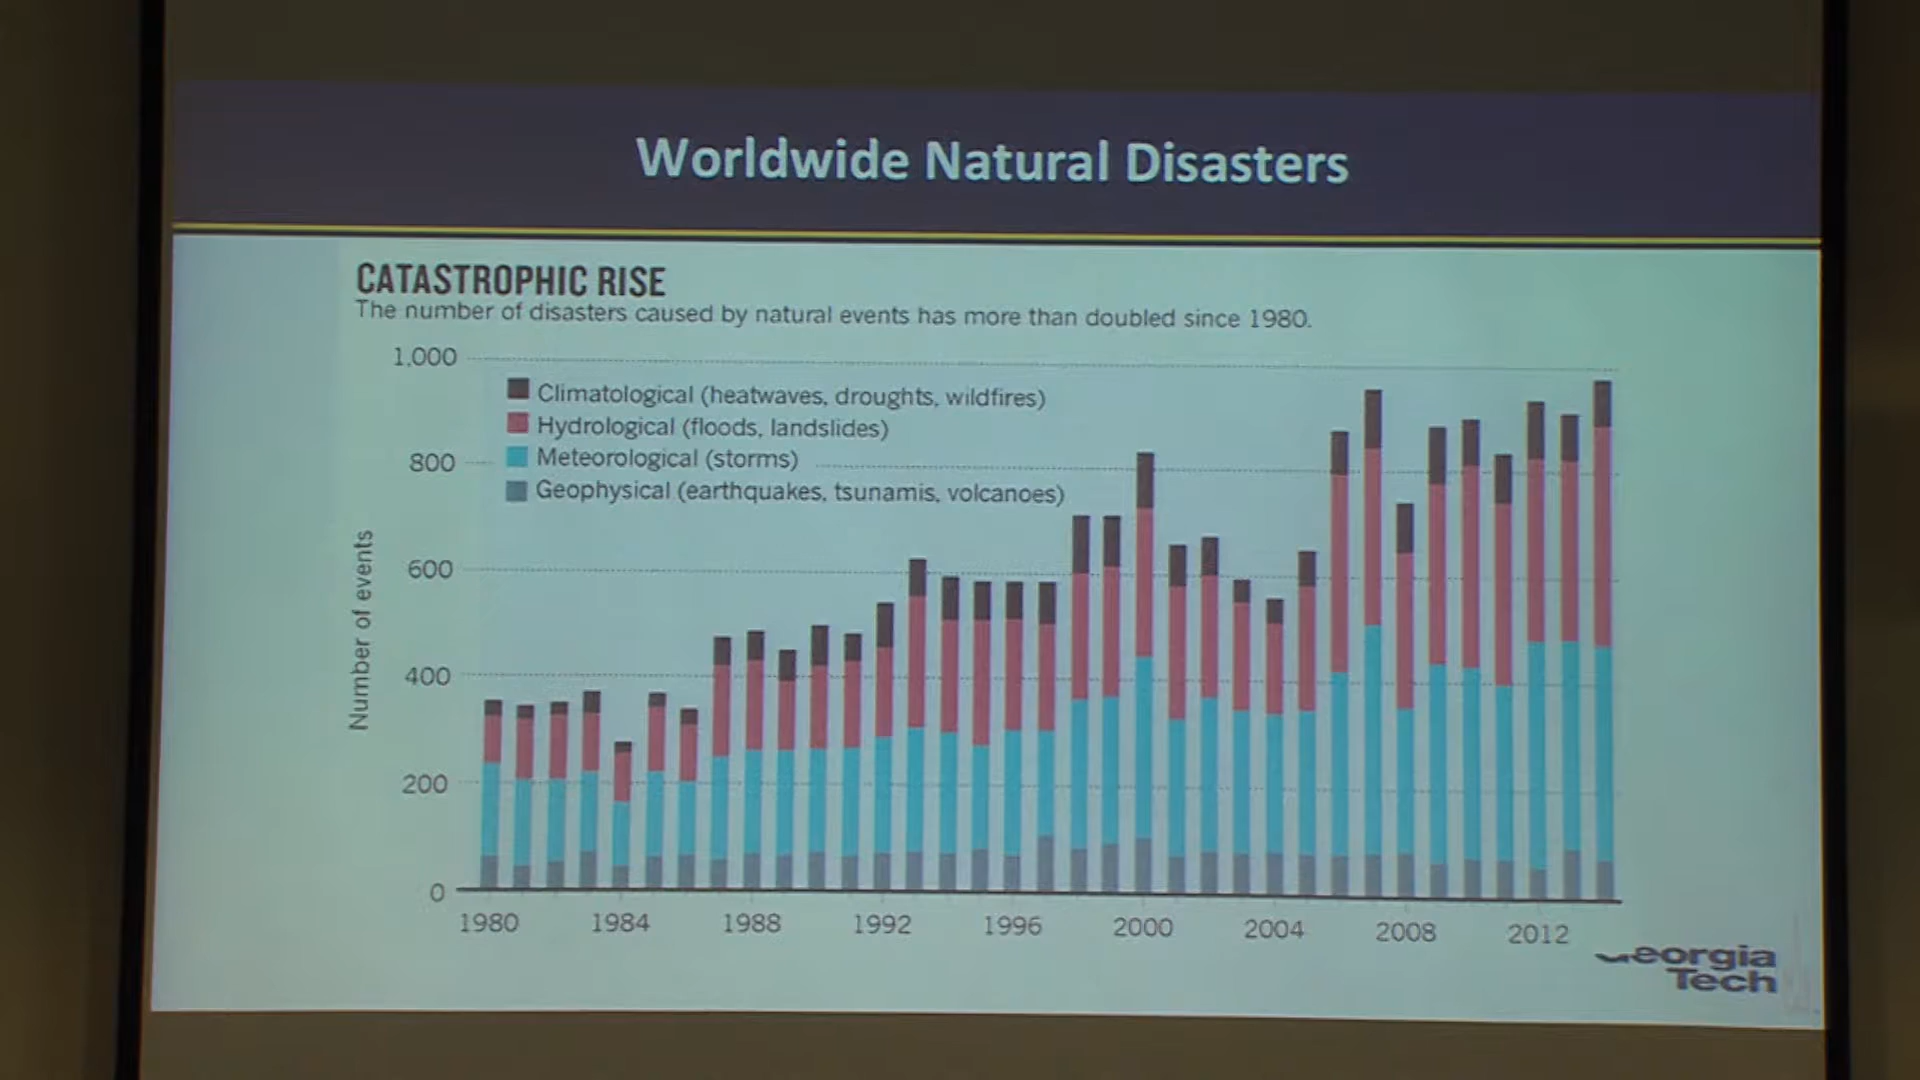 Worldwide Natural Disasters
CATASTROPHIC RISE
The number of disasters caused by natural events has more than doubled since 1980.
1,000
Climatological (heatwaves, droughts, wildfires)
Hydrological (floods, landslides)
800
Meteorological (storms)
Geophysical (earthquakes, tsunamis, volcanoes)
600
Number of events
400
200
0
1980 1984 1988 1992 1996 2000 2004 2008 2012
Georgia
Tech